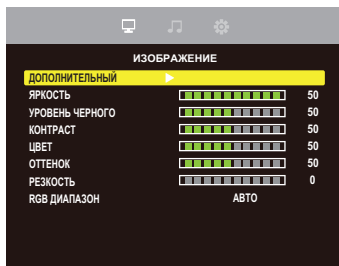 ИЗОБРАЖЕНИЕ
ДОПОЛНИТЕЛЬНЫЙ
ЯРКОСТЬ 50
УРОВЕНЬ ЧЕРНОГО 50
КОНТРАСТ 50
ЦВЕТ 50
ОТТЕНОК 50
РЕЗКОСТЬ 0
RGB ДИАПАЗОН АВТО